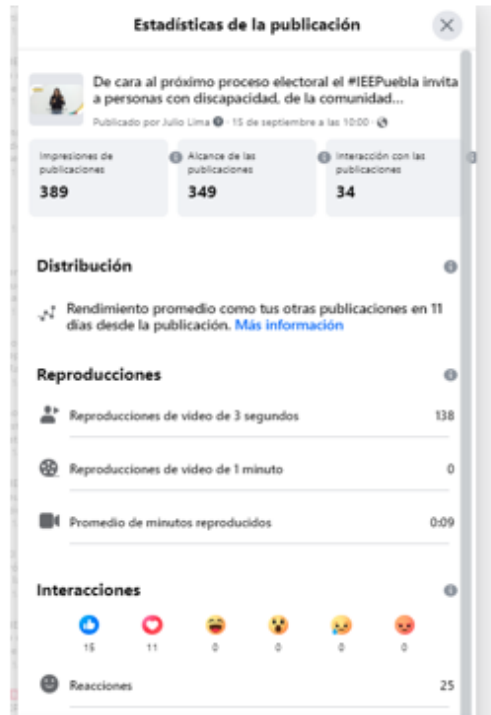 Estadísticas de la publicación
De cara al próximo proceso electoral el #IEEPuebla invita
a personas con discapacidad, de la comunidad...
Publicado por Julio Lima · 15 de septiembre a las 10:00 ·
Impresiones de
publicaciones
389
Alcance de las
publicaciones
349
Interacción con las
publicaciones
34
Distribución
Rendimiento promedio como tus otras publicaciones en 11
días desde la publicación. Más información
Reproducciones
Reproducciones de video de 3 segundos 138
Reproducciones de video de 1 minuto 0
Promedio de minutos reproducidos 0:09
Interacciones
15 11 0 0 0 0
Reacciones 25